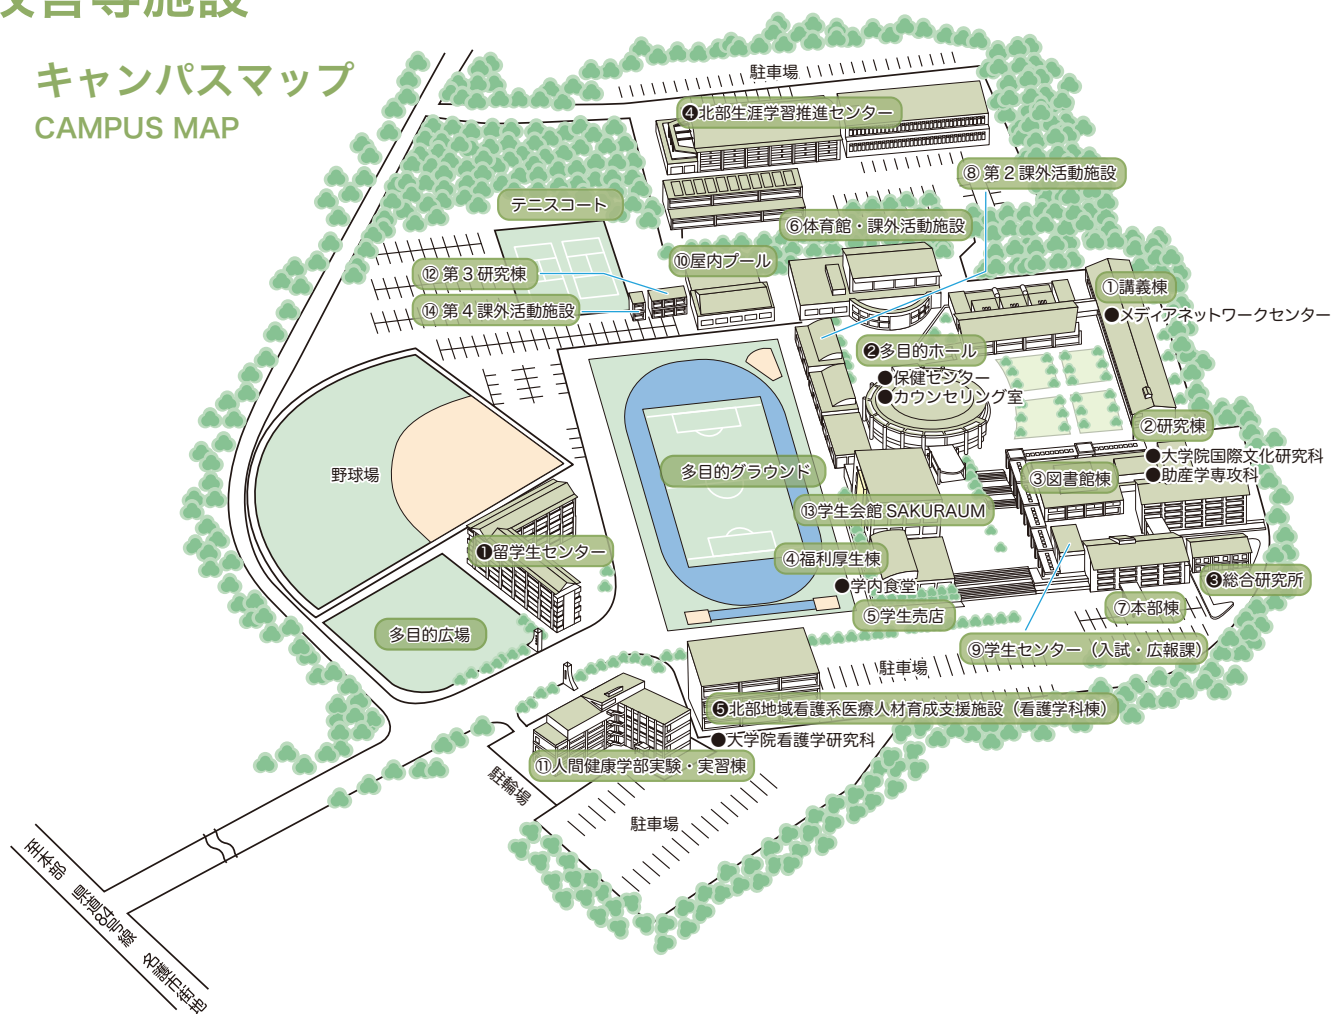 等施設
キャンパスマップ
CAMPUS MAP
駐車場
❹北部生涯学習推進センター
⑧第2課外活動施設
テニスコート
⑥体育館・課外活動施設
⑩屋内プール
⑫第3研究棟
①講義棟
⑭第4課外活動施設
●メディアネットワークセンター
❷多目的ホール
●保健センター
●カウンセリング室
②研究棟
●大学院国際文化研究科
●助産学専攻科
野球場
多目的グラウンド
③図書館棟
⑬学生会館 SAKURAUM
❶留学生センター
④福利厚生棟
●学内食堂
❸総合研究所
⑤学生売店
⑦本部棟
多目的広場
⑨学生センター（入試・広報課）
駐車場
❺北部地域看護系医療人材育成支援施設（看護学科棟）
●大学院看護学研究科
⑪人間健康学部実験・実習棟
駐輪場
駐車場
至本部 県道84号線 名護市街地